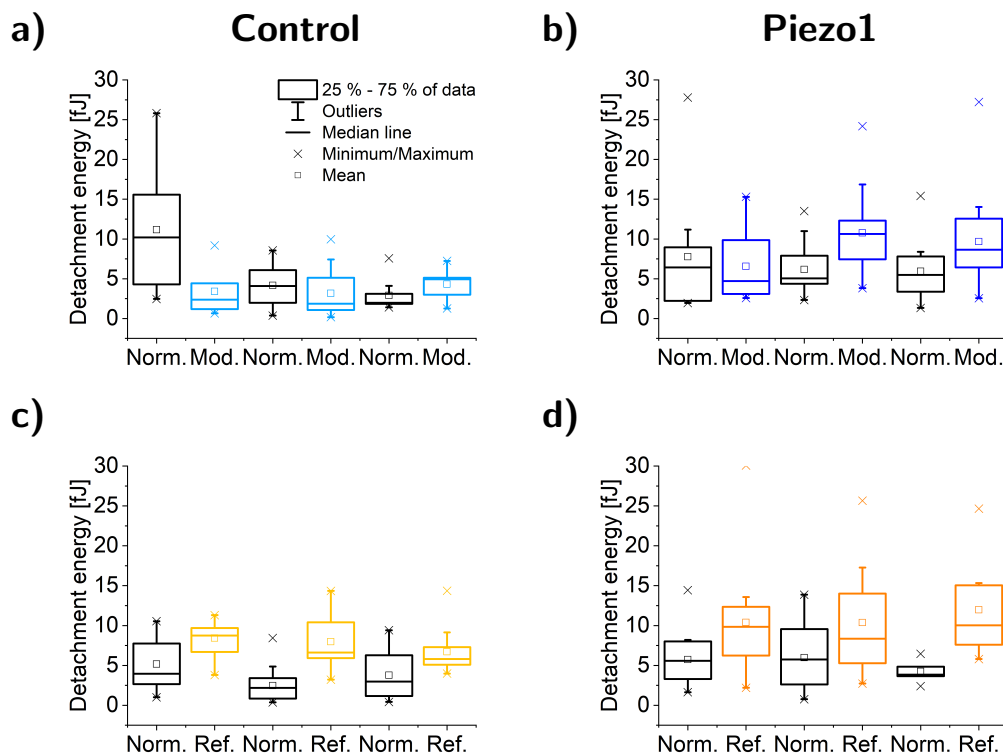 a) Control
b) Piezo1
Detachment energy [fJ]
30
25
20
15
10
5
0
25 % - 75 % of data
Outliers
Median line
Minimum/Maximum
Mean
Norm. Mod. Norm. Mod. Norm. Mod.
Detachment energy [fJ]
30
25
20
15
10
5
0
Norm. Mod. Norm. Mod. Norm. Mod.
c)
d)
Detachment energy [fJ]
30
25
20
15
10
5
0
Norm. Ref. Norm. Ref. Norm. Ref.
Detachment energy [fJ]
30
25
20
15
10
5
0
Norm. Ref. Norm. Ref. Norm. Ref.